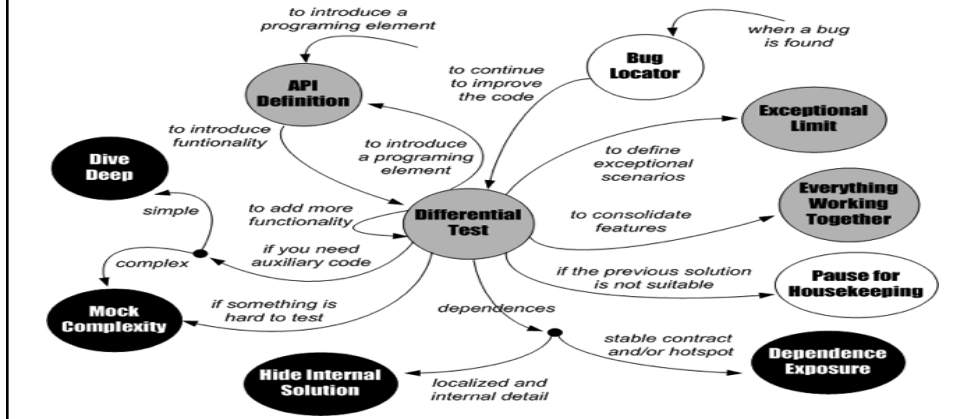 to introduce a
programing element
when a bug
is found
Bug
Locator
API
Definition
to continue
to improve
the code
Exceptional
Limit
to introduce
funtionality
to introduce
a programing
element
to define
exceptional
scenarios
Dive
Deep
simple
to add more
functionality
Differential
Test
to consolidate
features
Everything
Working
Together
complex
if you need
auxiliary code
if the previous solution
is not suitable
Pause for
Housekeeping
Mock
Complexity
if something is
hard to test
dependences
stable contract
and/or hotspot
Dependence
Exposure
Hide Internal
Solution
localized and
internal detail